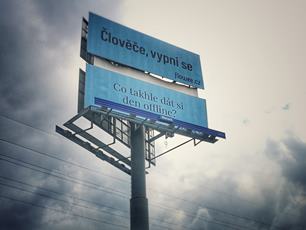 Člověče, vypni se
Co takhle dát si
den offline?